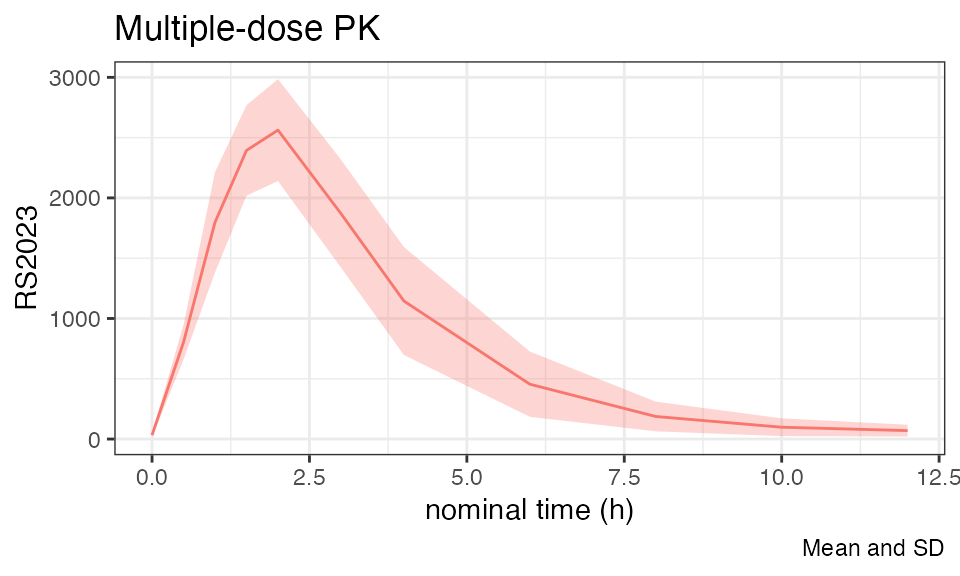 Multiple-dose PK
3000
2000
1000
0
RS2023
0.0 2.5 5.0 7.5 10.0 12.5
nominal time (h)
Mean and SD